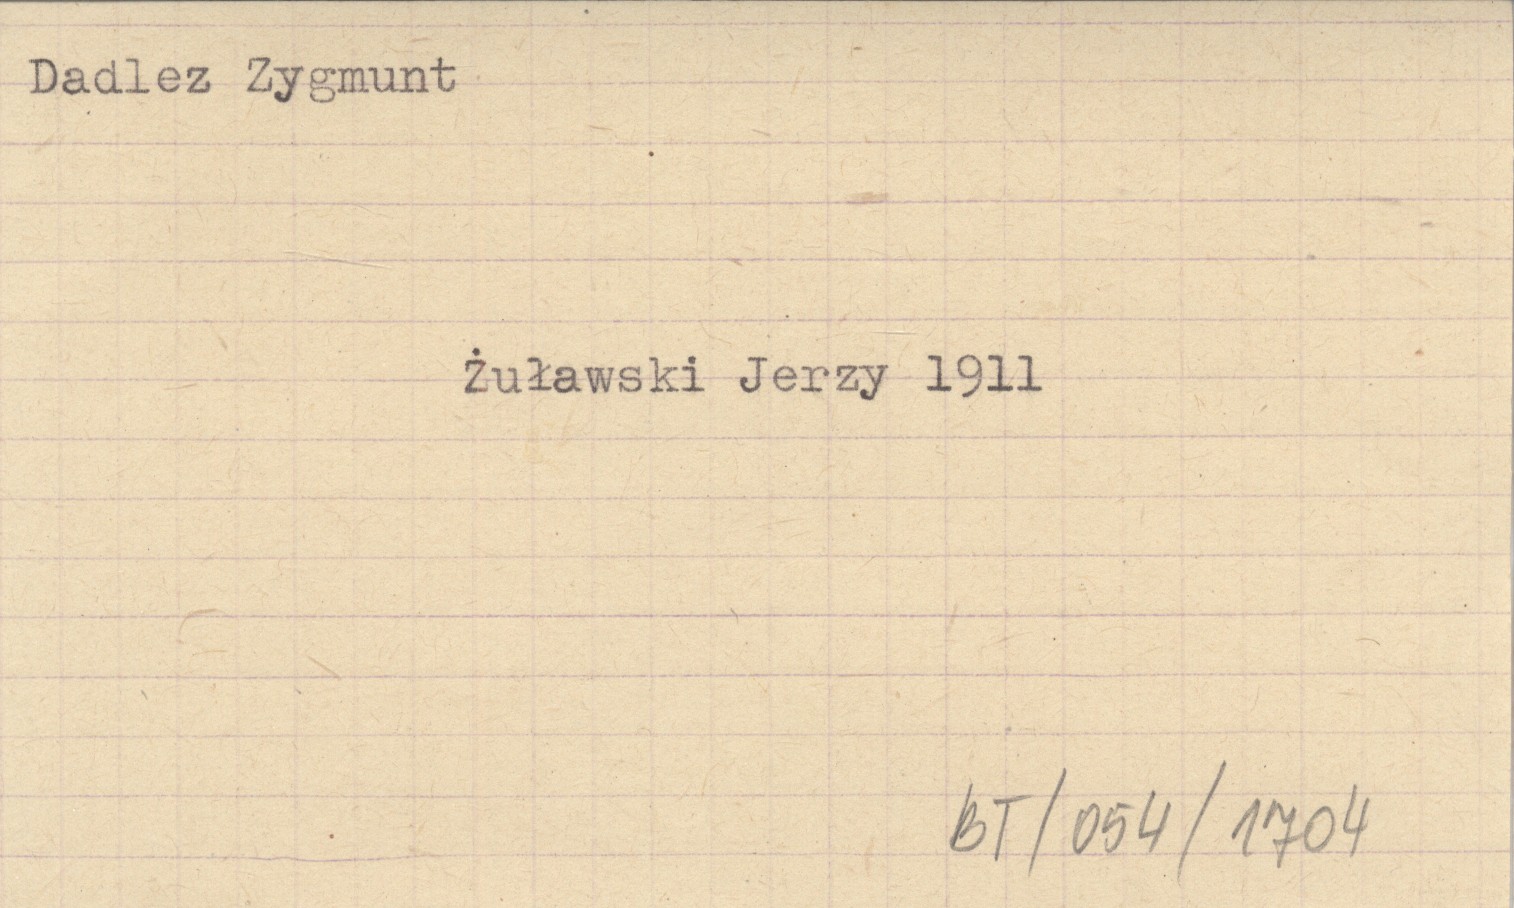 Dadlez Zygmunt
Żuławski Jerzy 1911
BT/054/1704